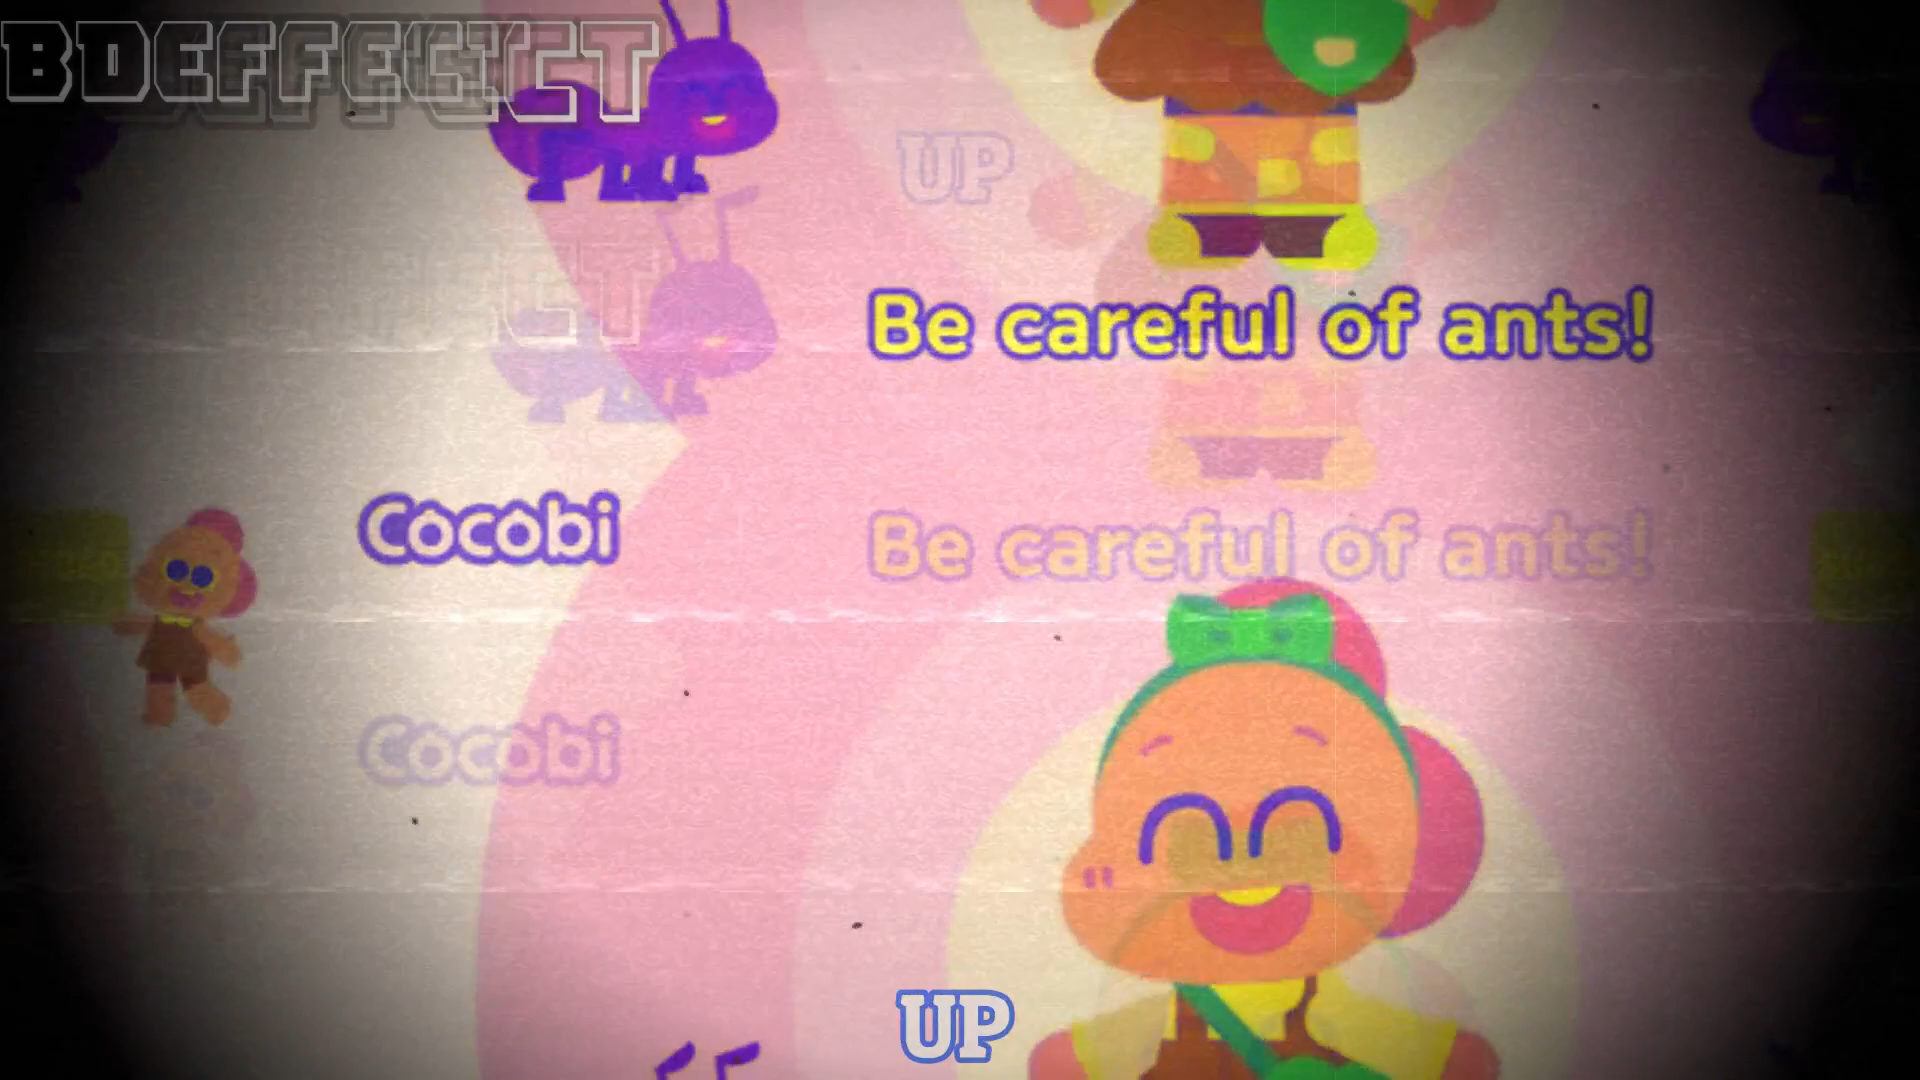 BDEFFECT
UP
Be careful of ants!
Cocobi
Be careful of ants!
Cocobi
UP